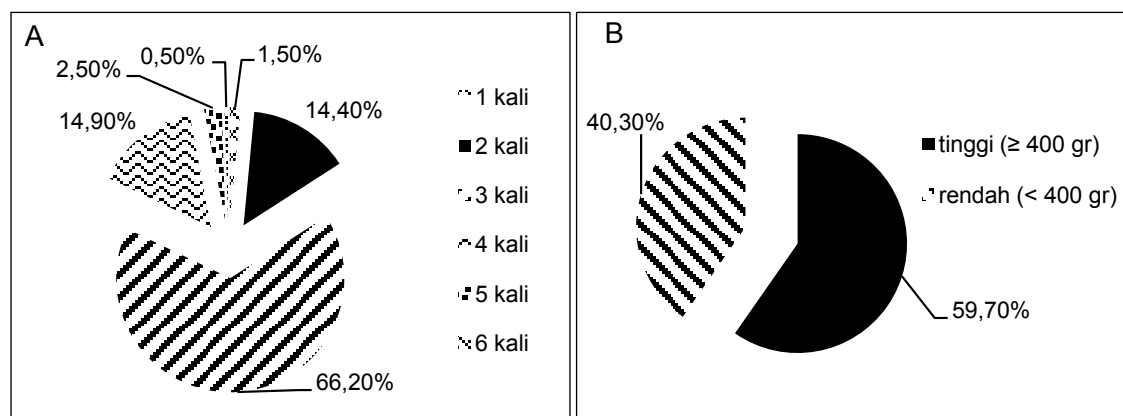 A
0,50%
1,50%
2,50%
14,90%
14,40%
66,20%
1 kali
2 kali
3 kali
4 kali
5 kali
6 kali
B
40,30%
59,70%
tinggi (≥ 400 gr)
rendah (< 400 gr)